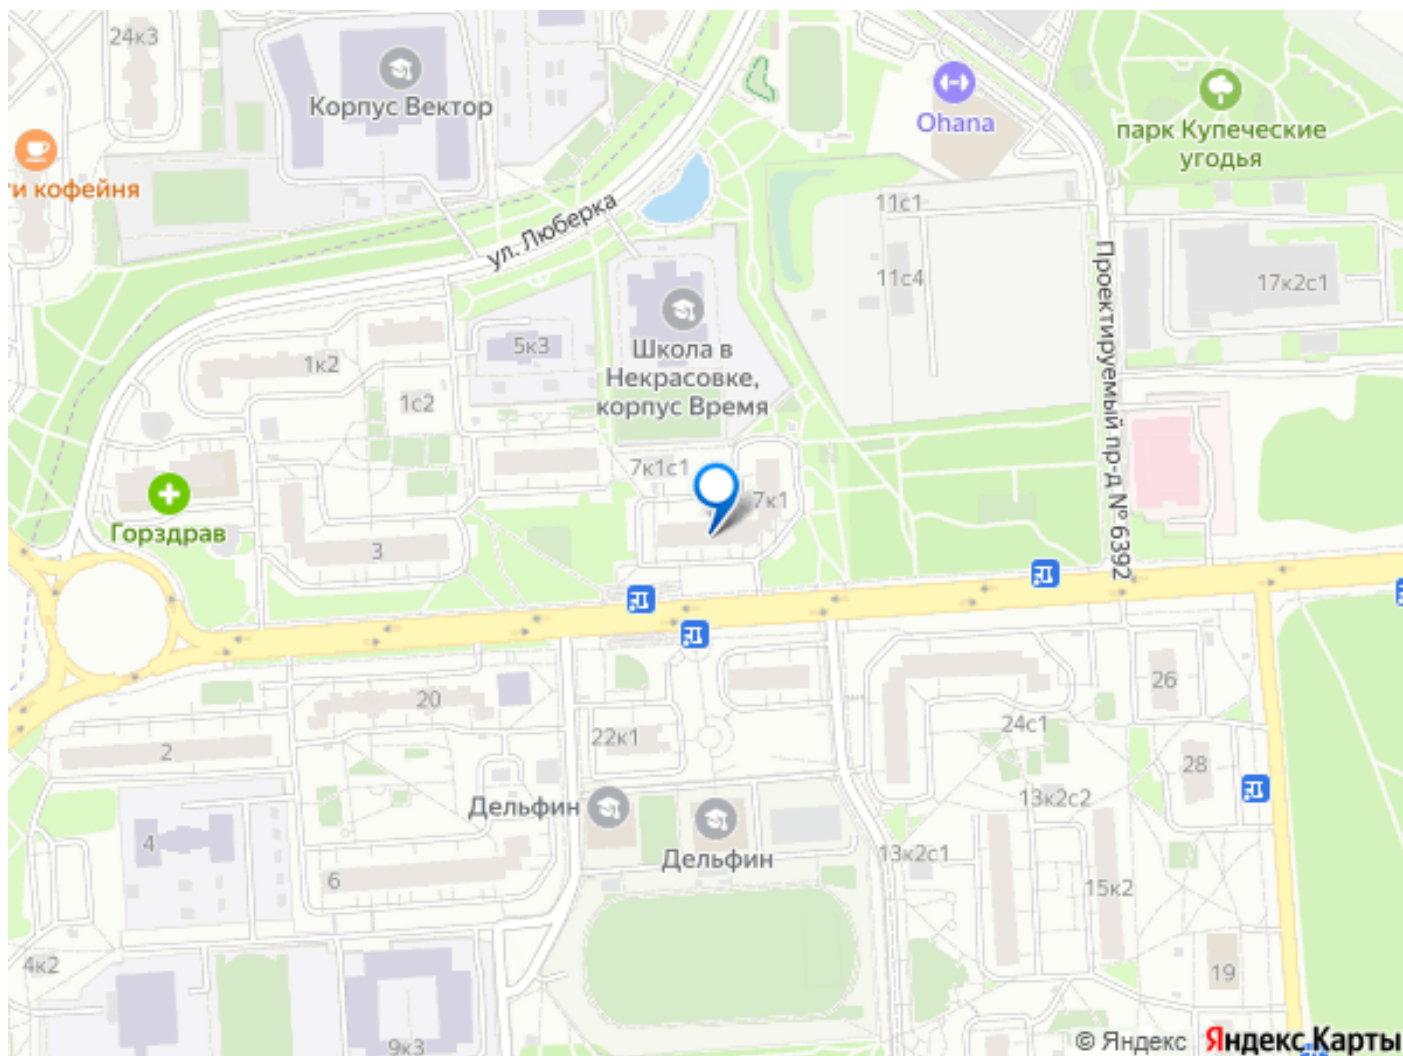 24к3
Корпус Вектор
Ohana
парк Купеческие
угодья
ти кофейня
ул. Люберка
11с1
11с4
Проектируемый пр-д № 6392
17к2с1
5к3
Школа в
Некрасовке,
корпус Время
1к2
1с2
7к1с1
7к1
Горздрав
3
20
26
2
22к1
24с1
28
13к2с2
Дельфин
Дельфин
4
13к2с1
6
15к2
4к2
19
9к3
© Яндекс Яндекс Карты